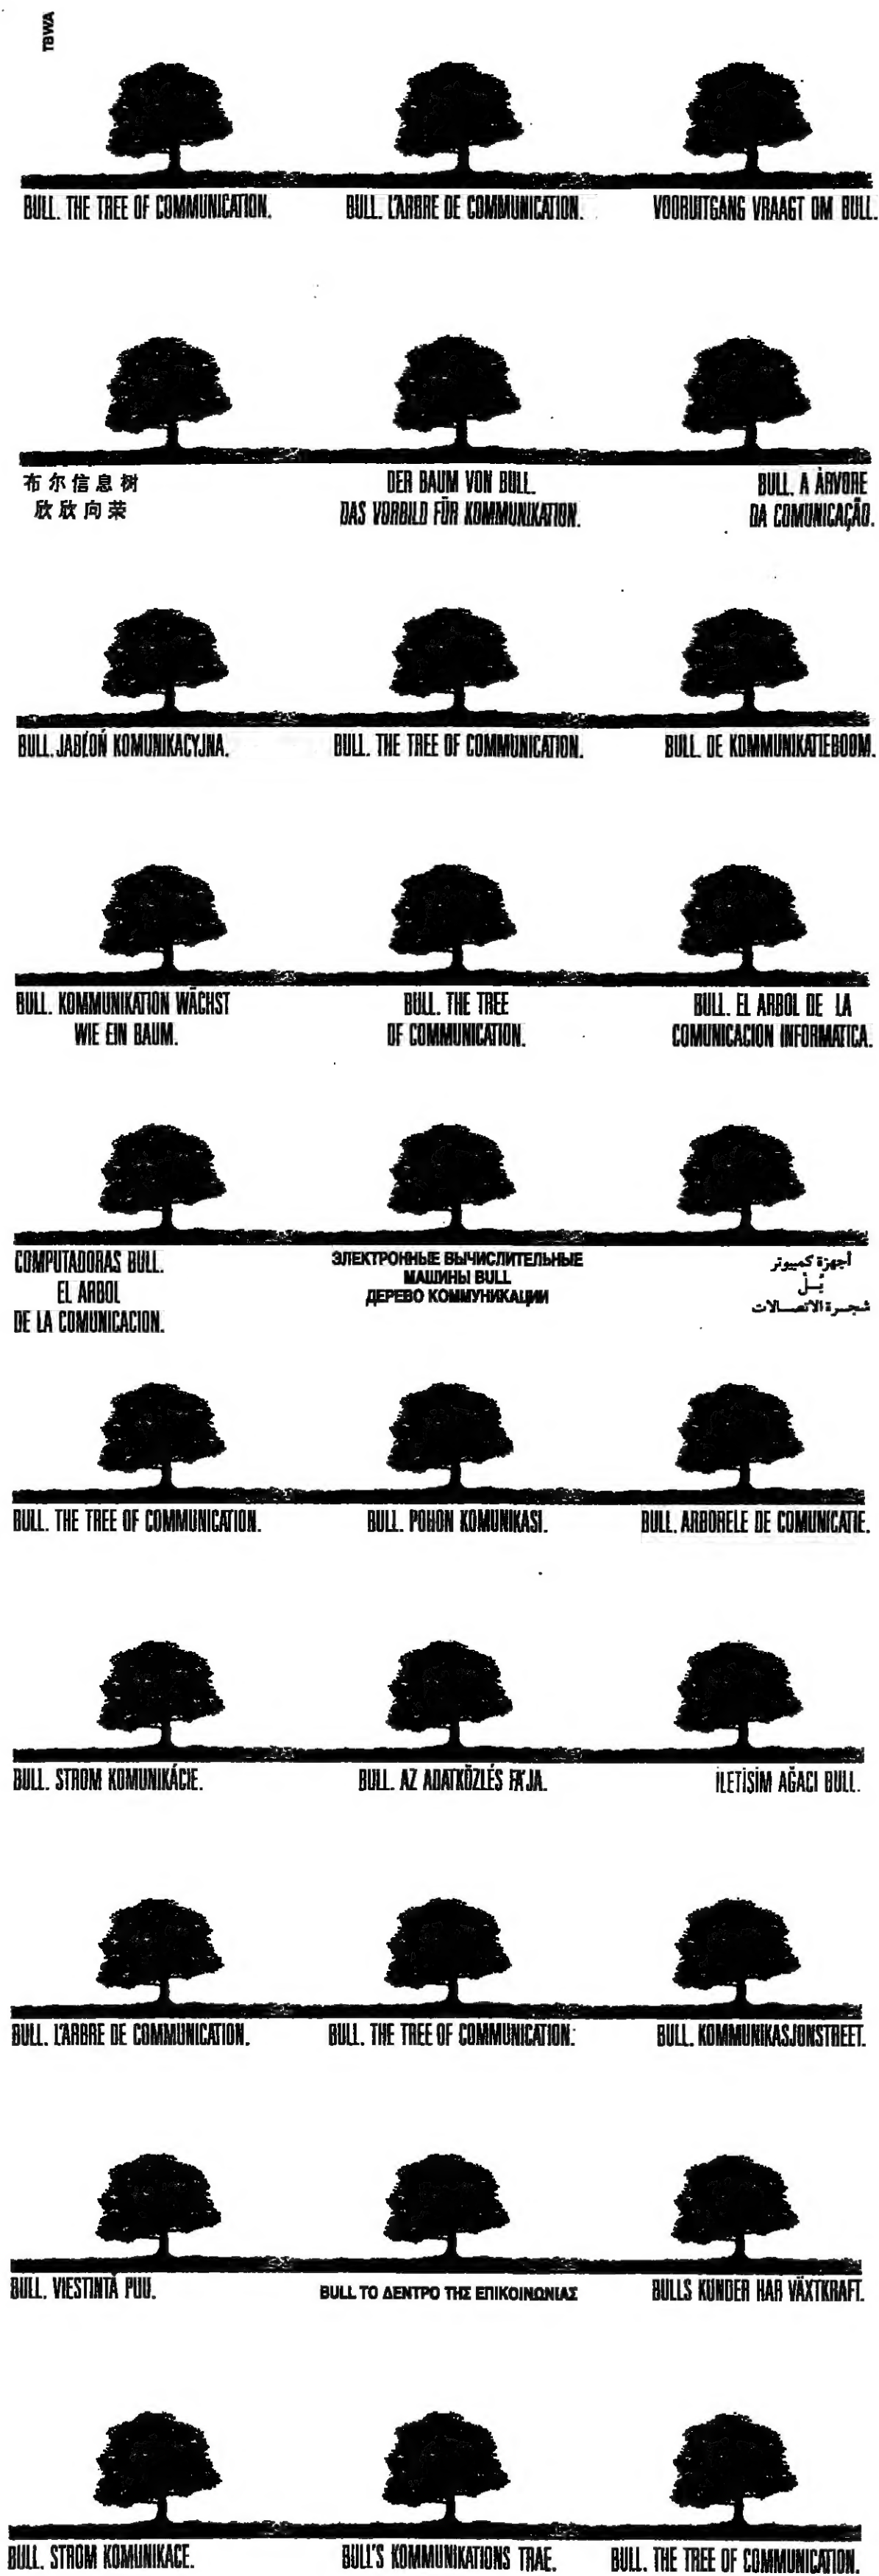 TBWA
BULL. THE TREE OF COMMUNICATION.
BULL. L'ARBRE DE COMMUNICATION.
VOORUITGANG VRAAGT OM BULL.
布尔信息树
欣欣向荣
DER BAUM VON BULL.
DAS VORBILD FÜR KOMMUNIKATION.
BULL. A ÀRVORE
DA COMUNICAÇÃO.
BULL. JABŁOŃ KOMUNIKACYJNA.
BULL. THE TREE OF COMMUNICATION.
BULL. DE KOMMUNIKATIEBOOM.
BULL. KOMMUNIKATION WÄCHST
WIE EIN BAUM.
BULL. THE TREE
OF COMMUNICATION.
BULL. EL ARBOL DE LA
COMUNICACION INFORMATICA.
COMPUTADORAS BULL.
EL ARBOL
DE LA COMUNICACION.
ЭЛЕКТРОННЫЕ ВЫЧИСЛИТЕЛЬНЫЕ
МАШИНЫ BULL
ДЕРЕВО КОММУНИКАЦИИ
أجهزة كمبيوتر
بُـلْ
شجـرة الاتصـالات
BULL. THE TREE OF COMMUNICATION.
BULL. POHON KOMUNIKASI.
BULL. ARBORELE DE COMUNICATIE.
BULL. STROM KOMUNIKÁCIE.
BULL. AZ ADATKÖZLÉS FÁJA.
İLETİŞİM AĞACI BULL.
BULL. L'ARBRE DE COMMUNICATION.
BULL. THE TREE OF COMMUNICATION.
BULL. KOMMUNIKASJONSTREET.
BULL. VIESTINTÄ PUU.
BULL ΤΟ ΔΕΝΤΡΟ ΤΗΣ ΕΠΙΚΟΙΝΩΝΙΑΣ
BULLS KUNDER HAR VÄXTKRAFT.
BULL. STROM KOMUNIKACE.
BULL'S KOMMUNIKATIONS TRAE.
BULL. THE TREE OF COMMUNICATION.